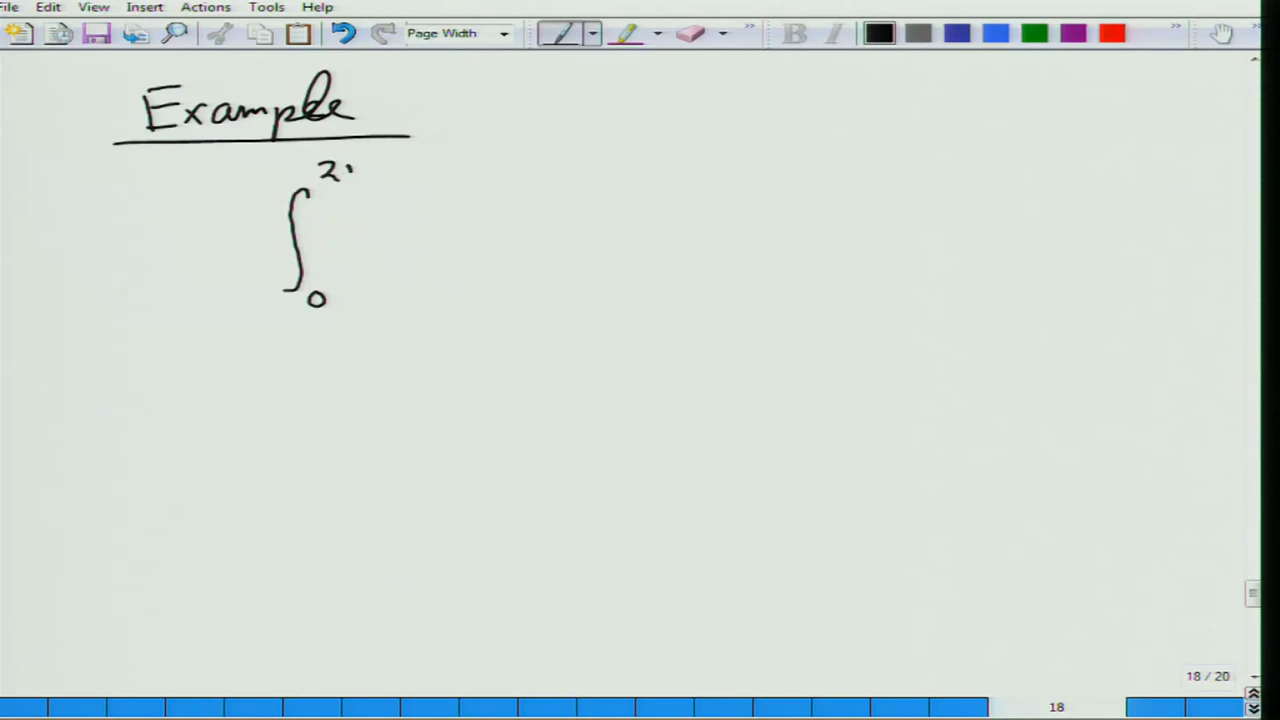 File Edit View Insert Actions Tools Help
Page Width B I
Example
∫ 2
0
18 / 20
18